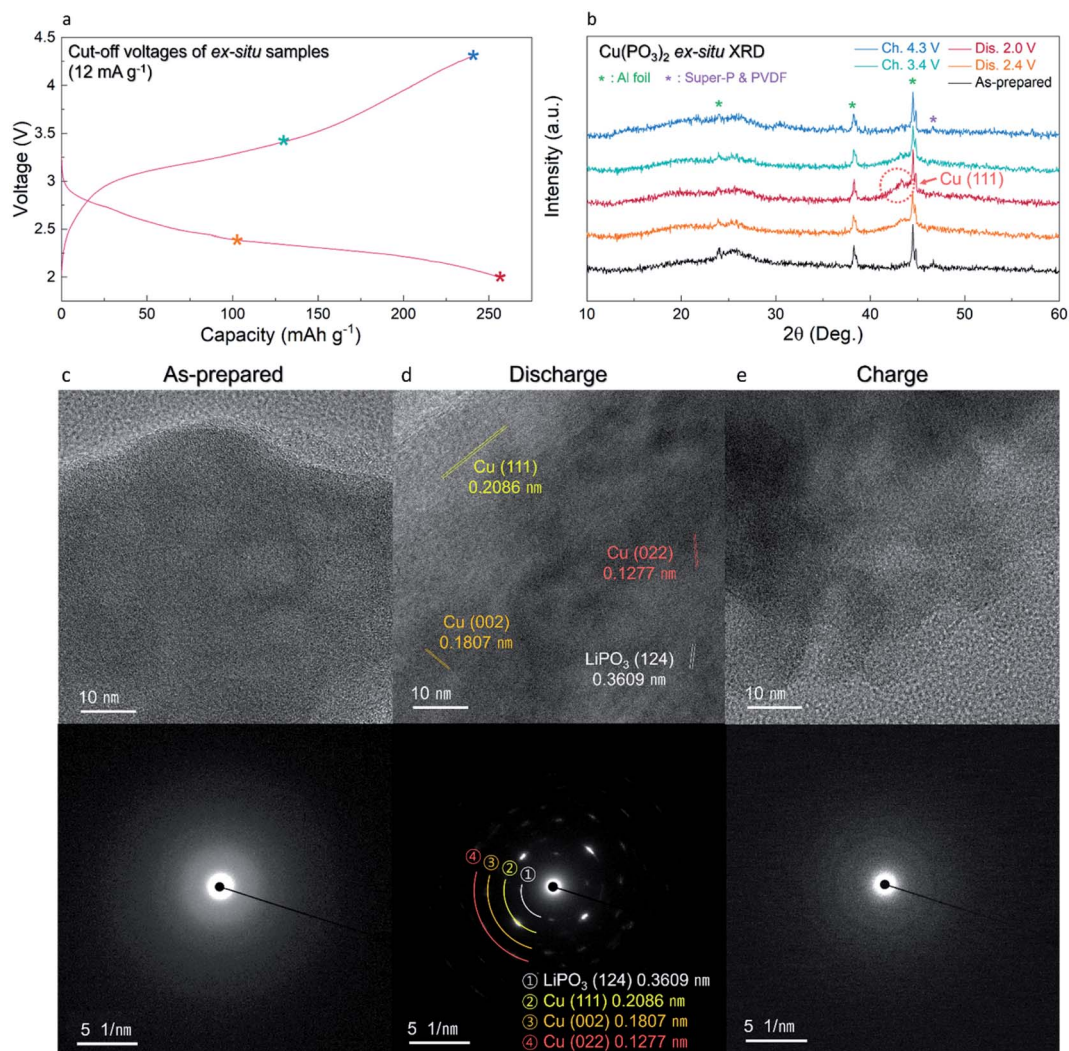 a
Cut-off voltages of ex-situ samples
(12 mA g⁻¹)
4.5
4
3.5
3
2.5
2
Voltage (V)
0
50
100
150
200
250
Capacity (mAh g⁻¹)
b
Cu(PO₃)₂ ex-situ XRD
* : Al foil
* : Super-P & PVDF
Ch. 4.3 V
Dis. 2.0 V
Ch. 3.4 V
Dis. 2.4 V
As-prepared
Cu (111)
Intensity (a.u.)
10
20
30
40
50
60
2θ (Deg.)
c
As-prepared
d
Discharge
e
Charge
10 nm
Cu (111)
0.2086 nm
Cu (022)
0.1277 nm
Cu (002)
0.1807 nm
LiPO₃ (124)
0.3609 nm
10 nm
10 nm
5 1/nm
④
③
②
①
① LiPO₃ (124) 0.3609 nm
② Cu (111) 0.2086 nm
③ Cu (002) 0.1807 nm
④ Cu (022) 0.1277 nm
5 1/nm
5 1/nm